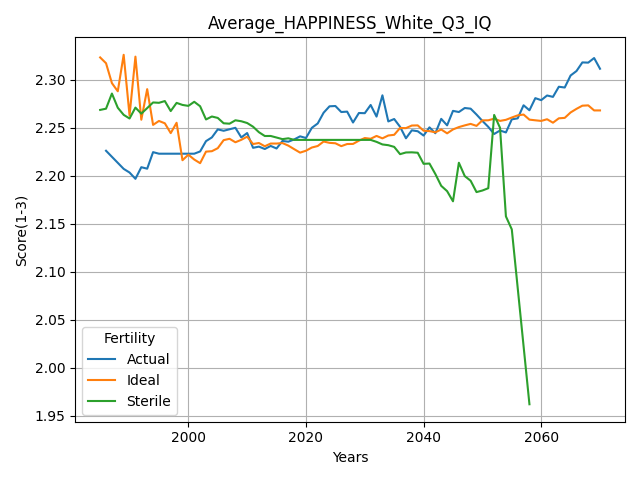 Average_HAPPINESS_White_Q3_IQ
Score(1-3)
2.30
2.25
2.20
2.15
2.10
2.05
2.00
1.95
Fertility
Actual
Ideal
Sterile
2000 2020 2040 2060
Years